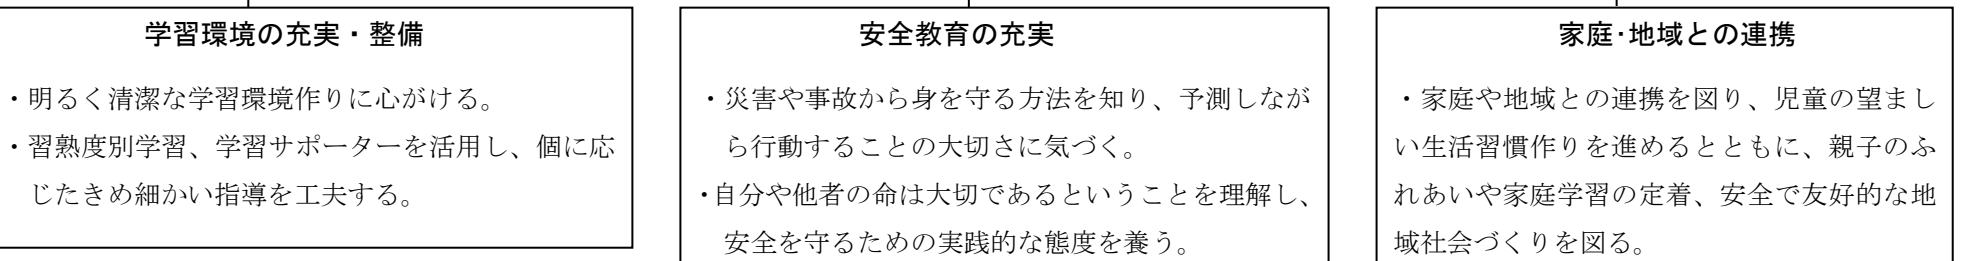 学習環境の充実・整備
・明るく清潔な学習環境作りに心がける。
・習熟度別学習、学習サポーターを活用し、個に応
じたきめ細かい指導を工夫する。
安全教育の充実
・災害や事故から身を守る方法を知り、予測しなが
ら行動することの大切さに気づく。
・自分や他者の命は大切であるということを理解し、
安全を守るための実践的な態度を養う。
家庭・地域との連携
・家庭や地域との連携を図り、児童の望まし
い生活習慣作りを進めるとともに、親子のふ
れあいや家庭学習の定着、安全で友好的な地
域社会づくりを図る。